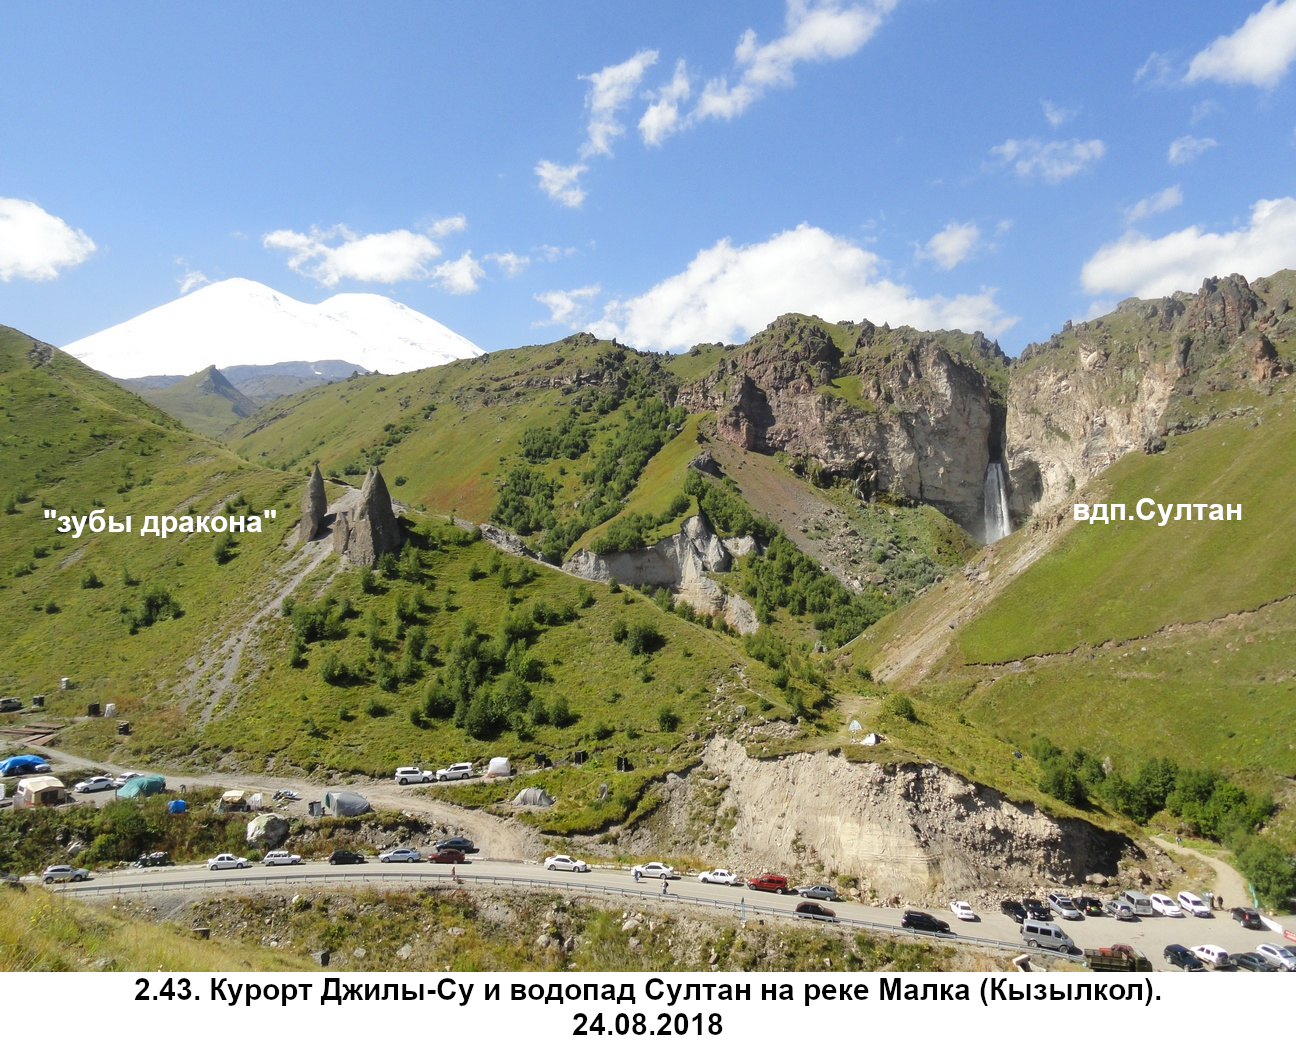 "зубы дракона"
вдп.Султан
2.43. Курорт Джилы-Су и водопад Султан на реке Малка (Кызылкол).
24.08.2018